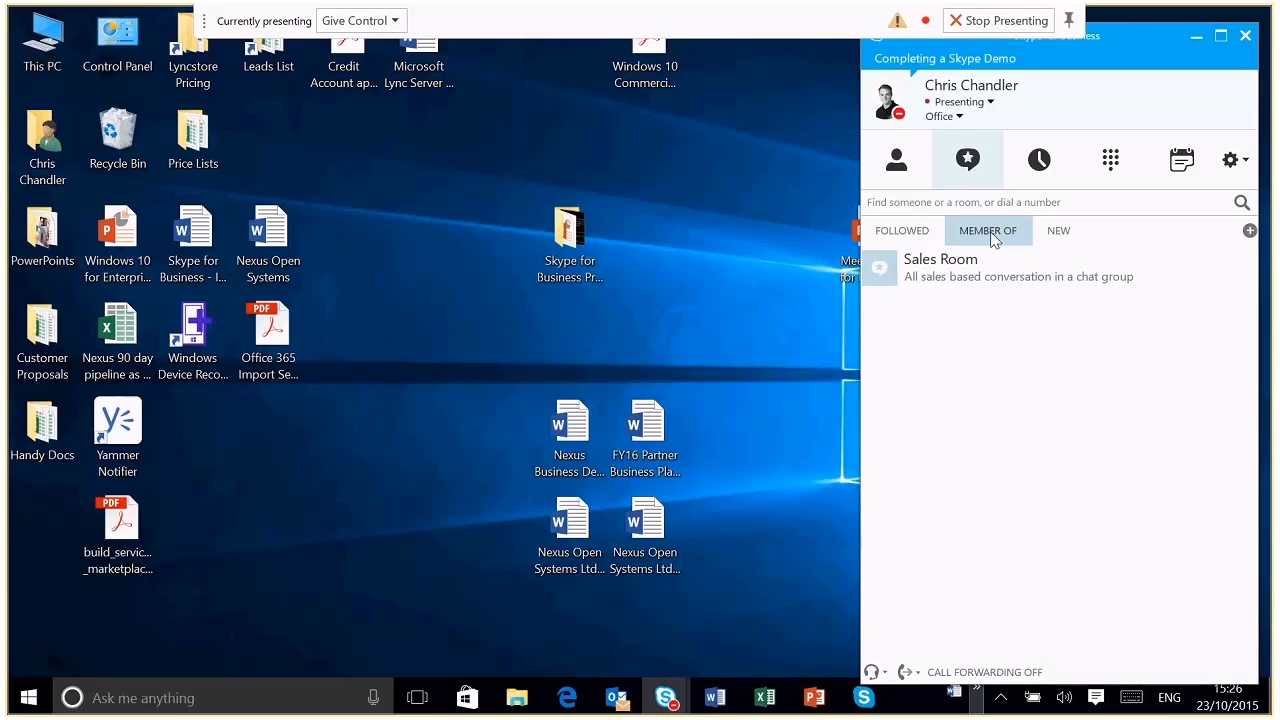 Currently presenting
Give Control
Stop Presenting
This PC
Control Panel
Lyncstore
Pricing
Leads List
Credit
Account ap...
Microsoft
Lync Server ...
Windows 10
Commerci...
Chris
Chandler
Recycle Bin
Price Lists
PowerPoints
Windows 10
for Enterpri...
Skype for
Business - I...
Nexus Open
Systems
Skype for
Business Pr...
Customer
Proposals
Nexus 90 day
pipeline as ...
Windows
Device Reco...
PDF
Office 365
Import Se...
Handy Docs
Yammer
Notifier
Nexus
Business De...
FY16 Partner
Business Pla...
PDF
build_servic...
_marketplac...
Nexus Open
Systems Ltd...
Nexus Open
Systems Ltd...
Completing a Skype Demo
Chris Chandler
Presenting
Office
Find someone or a room, or dial a number
FOLLOWED
MEMBER OF
NEW
Sales Room
All sales based conversation in a chat group
CALL FORWARDING OFF
Ask me anything
ENG
15:26
23/10/2015